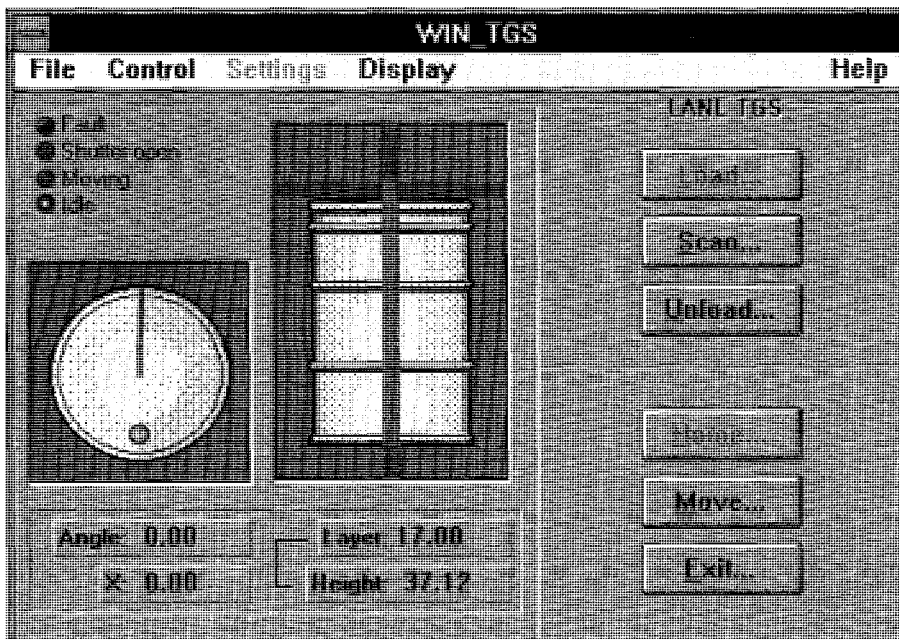 WIN_TGS
File Control Settings Display Help
LANL TGS
Fault
Shutter open
Moving
Idle
Load...
Scan...
Unload...
Home...
Move...
Exit...
Angle: 0.00
X: 0.00
Layer 17.00
Height: 37.12